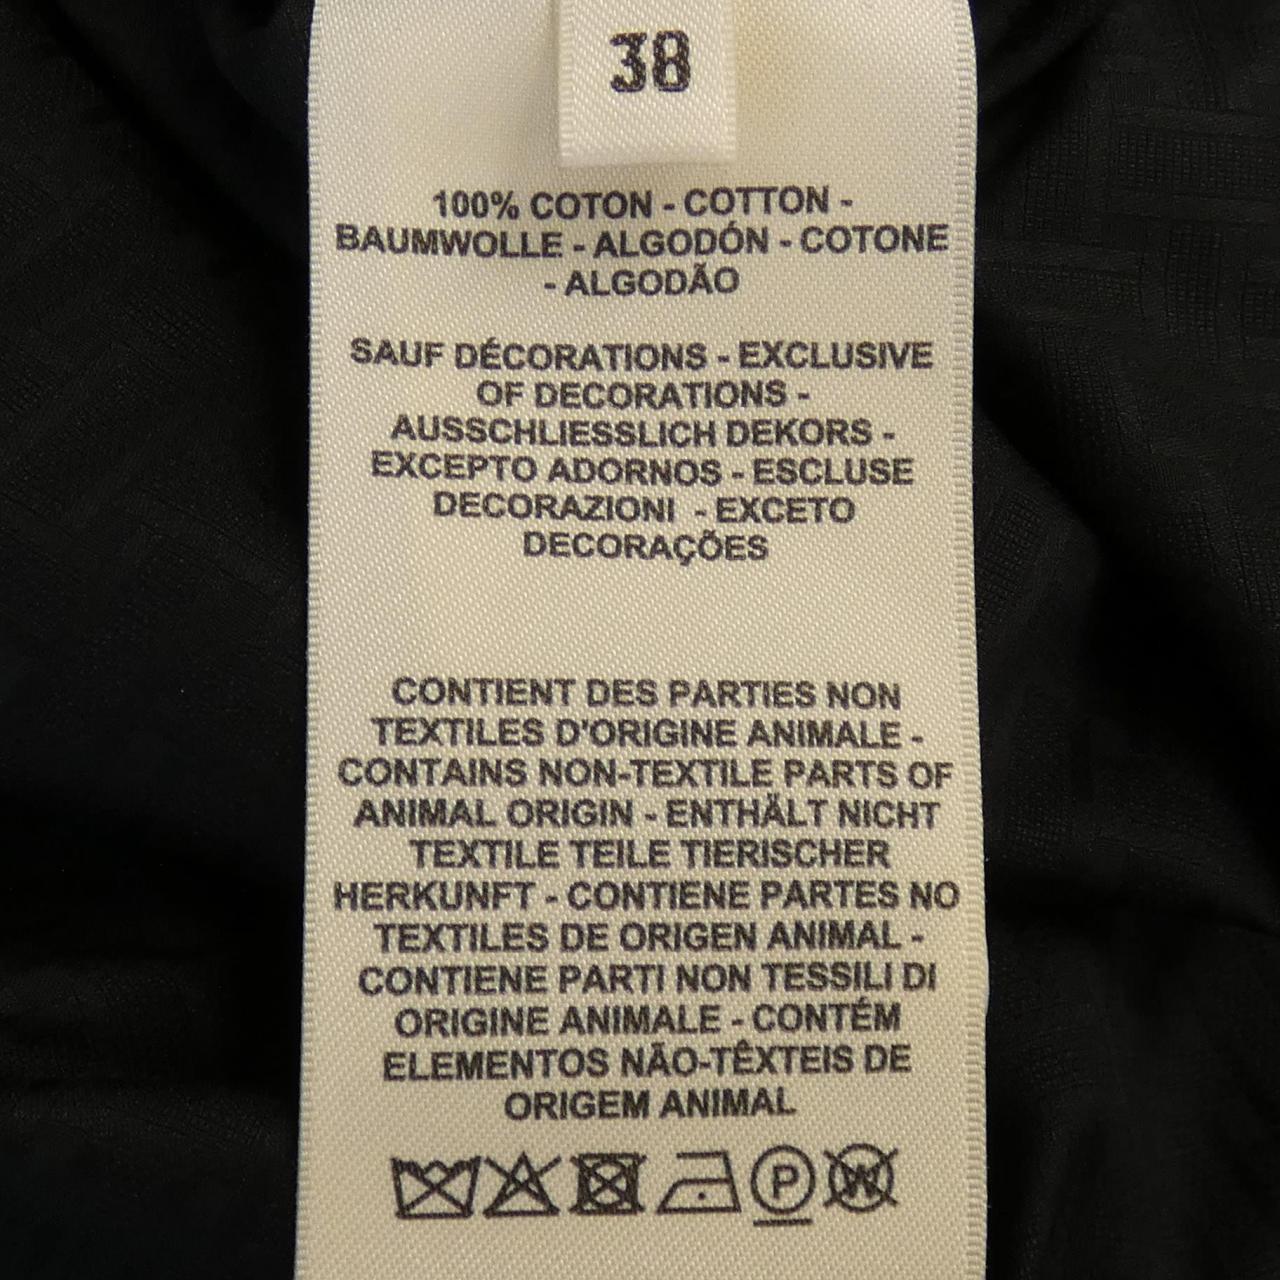 38
100% COTON - COTTON -
BAUMWOLLE - ALGODÓN - COTONE
- ALGODÃO
SAUF DÉCORATIONS - EXCLUSIVE
OF DECORATIONS -
AUSSCHLIESSLICH DEKORS -
EXCEPTO ADORNOS - ESCLUSE
DECORAZIONI - EXCETO
DECORAÇÕES
CONTIENT DES PARTIES NON
TEXTILES D'ORIGINE ANIMALE -
CONTAINS NON-TEXTILE PARTS OF
ANIMAL ORIGIN - ENTHÄLT NICHT
TEXTILE TEILE TIERISCHER
HERKUNFT - CONTIENE PARTES NO
TEXTILES DE ORIGEN ANIMAL -
CONTIENE PARTI NON TESSILI DI
ORIGINE ANIMALE - CONTÉM
ELEMENTOS NÃO-TÊXTEIS DE
ORIGEM ANIMAL
P W